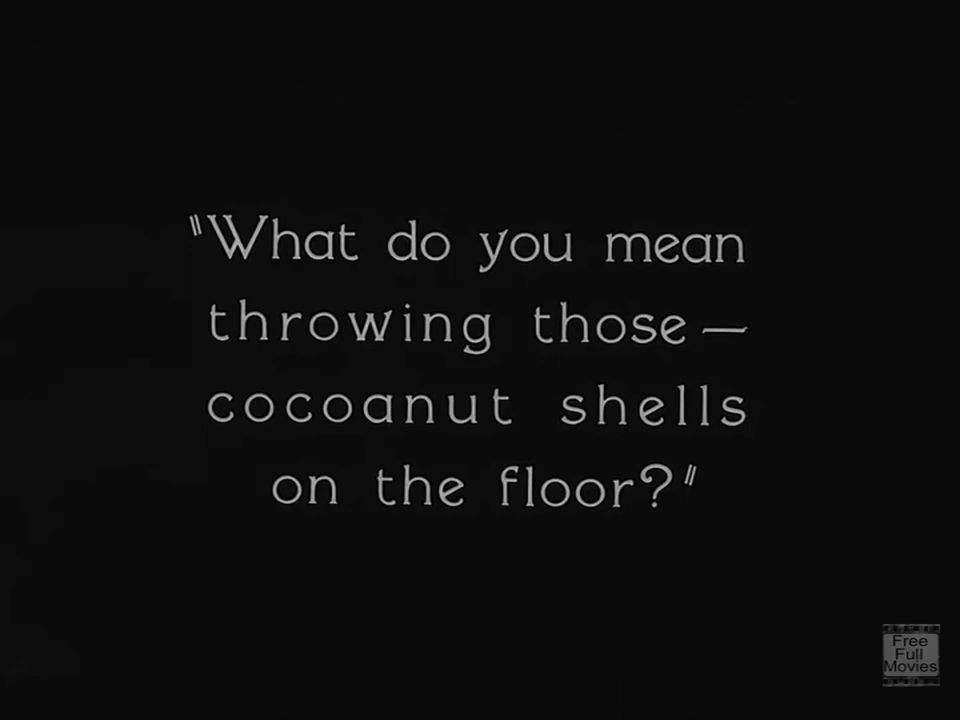 "What do you mean
throwing those —
cocoanut shells
on the floor?"
Free
Full
Movies